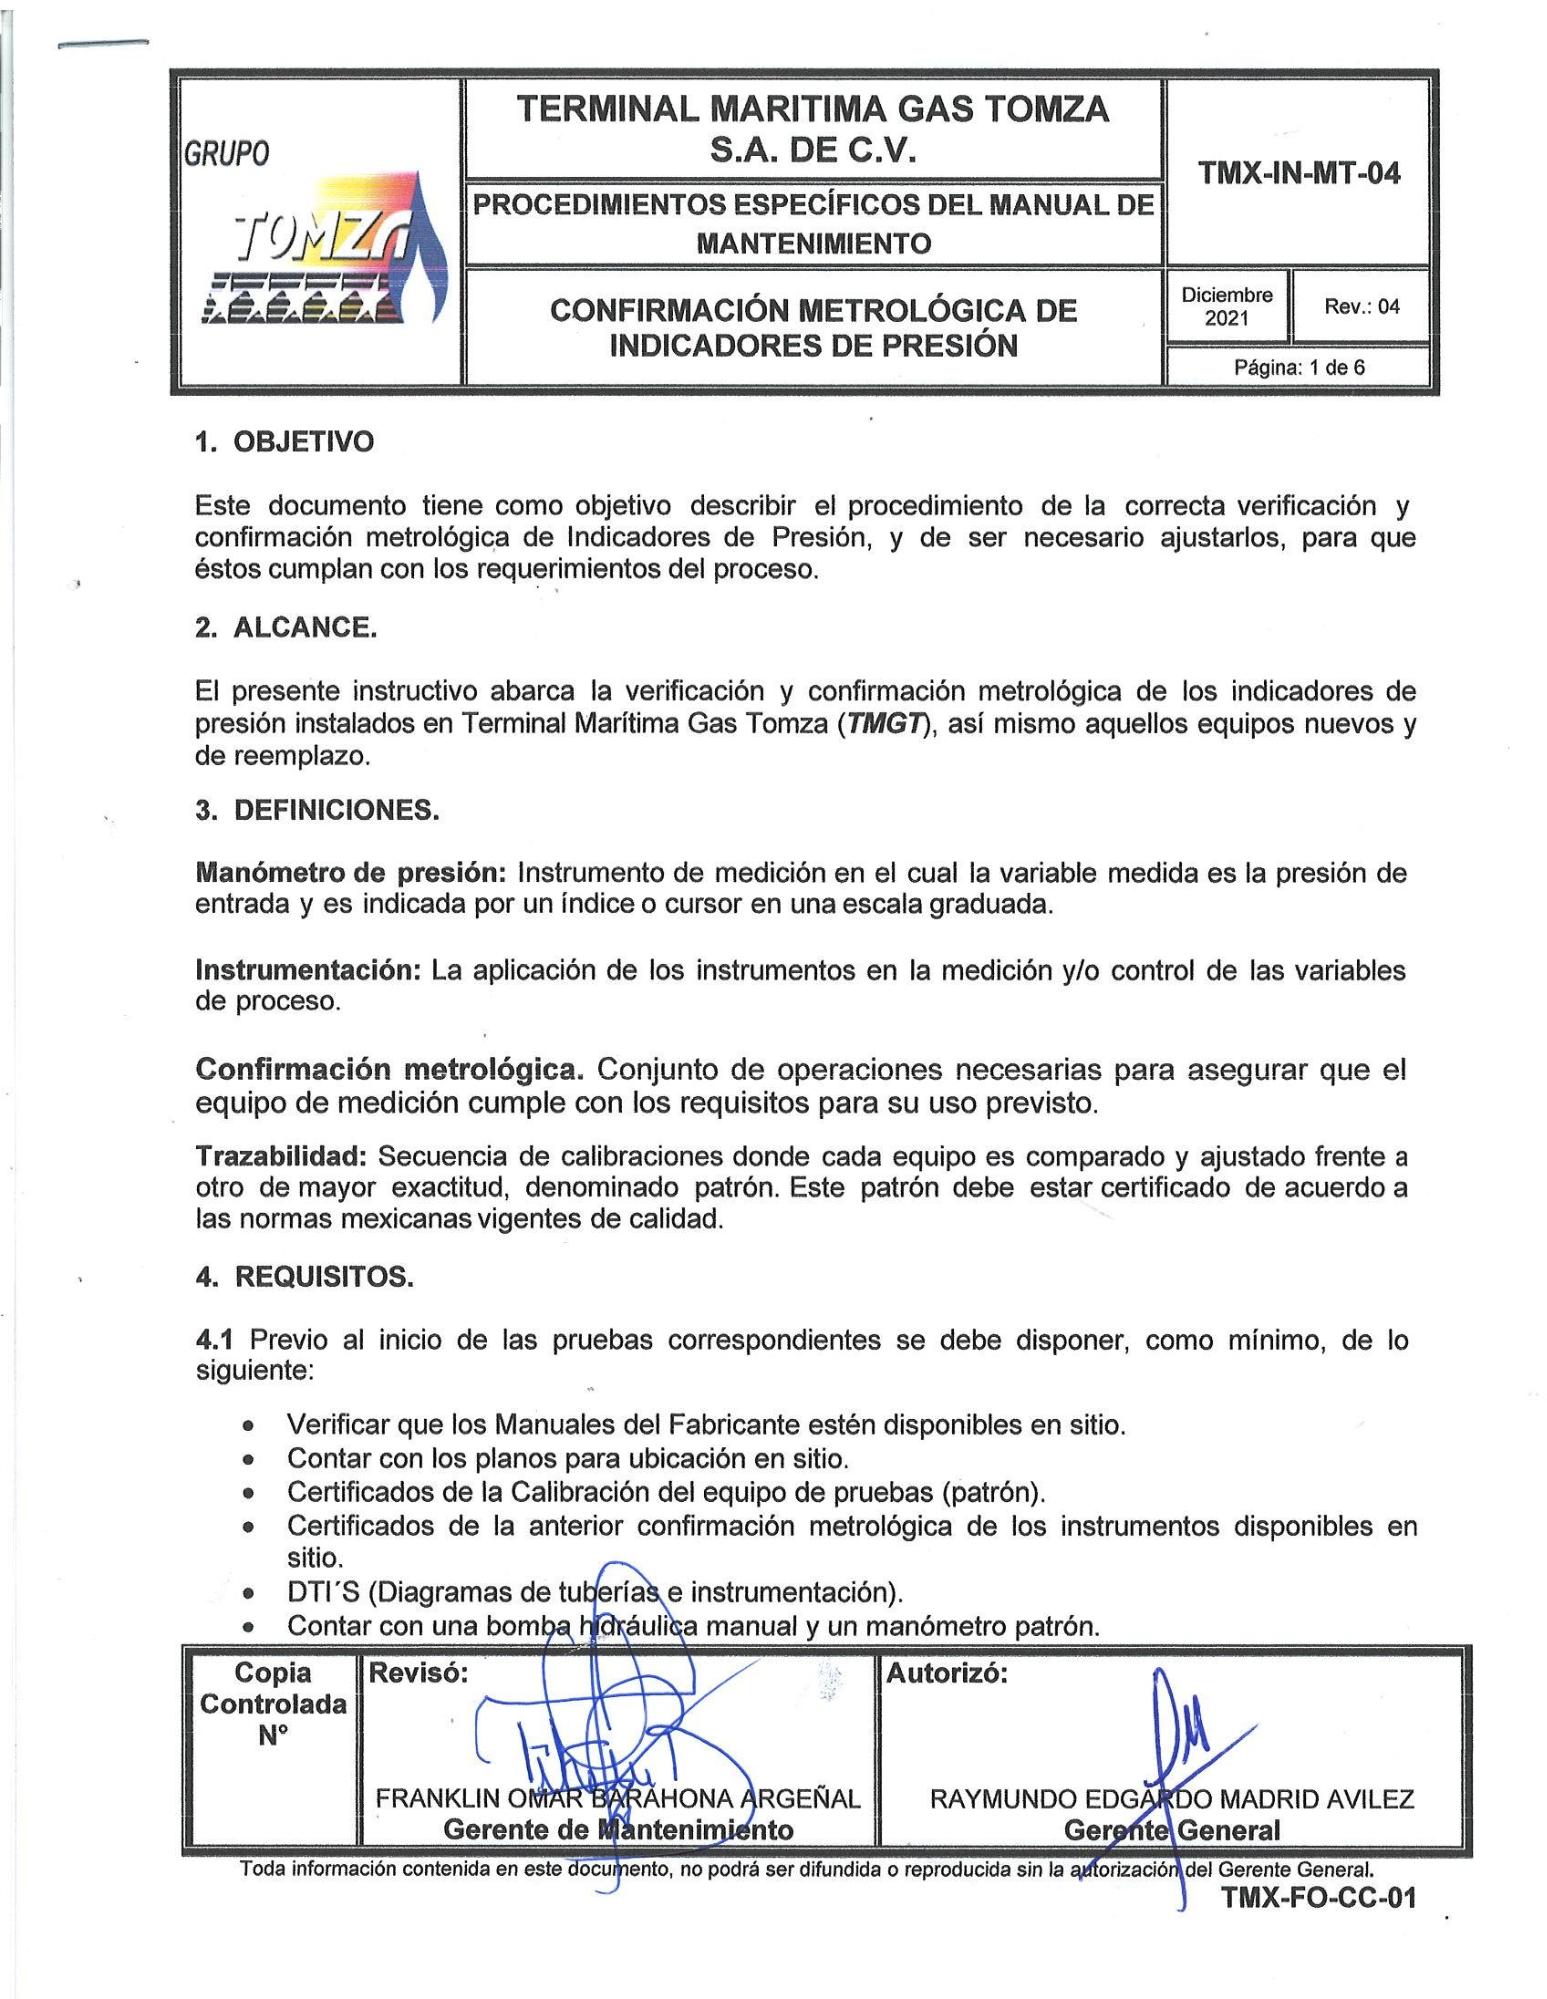 GRUPO
TOMZA
TERMINAL MARITIMA GAS TOMZA
S.A. DE C.V.
PROCEDIMIENTOS ESPECÍFICOS DEL MANUAL DE
MANTENIMIENTO
CONFIRMACIÓN METROLÓGICA DE
INDICADORES DE PRESIÓN
TMX-IN-MT-04
Diciembre
2021
Rev.: 04
Página: 1 de 6
1. OBJETIVO
Este documento tiene como objetivo describir el procedimiento de la correcta verificación y
confirmación metrológica de Indicadores de Presión, y de ser necesario ajustarlos, para que
éstos cumplan con los requerimientos del proceso.
2. ALCANCE.
El presente instructivo abarca la verificación y confirmación metrológica de los indicadores de
presión instalados en Terminal Marítima Gas Tomza (TMGT), así mismo aquellos equipos nuevos y
de reemplazo.
3. DEFINICIONES.
Manómetro de presión: Instrumento de medición en el cual la variable medida es la presión de
entrada y es indicada por un índice o cursor en una escala graduada.
Instrumentación: La aplicación de los instrumentos en la medición y/o control de las variables
de proceso.
Confirmación metrológica. Conjunto de operaciones necesarias para asegurar que el
equipo de medición cumple con los requisitos para su uso previsto.
Trazabilidad: Secuencia de calibraciones donde cada equipo es comparado y ajustado frente a
otro de mayor exactitud, denominado patrón. Este patrón debe estar certificado de acuerdo a
las normas mexicanas vigentes de calidad.
4. REQUISITOS.
4.1 Previo al inicio de las pruebas correspondientes se debe disponer, como mínimo, de lo
siguiente:
• Verificar que los Manuales del Fabricante estén disponibles en sitio.
• Contar con los planos para ubicación en sitio.
• Certificados de la Calibración del equipo de pruebas (patrón).
• Certificados de la anterior confirmación metrológica de los instrumentos disponibles en
sitio.
• DTI´S (Diagramas de tuberías e instrumentación).
• Contar con una bomba hidráulica manual y un manómetro patrón.
Copia
Controlada
N°
Revisó:
FRANKLIN OMAR BARAHONA ARGEÑAL
Gerente de Mantenimiento
Autorizó:
RAYMUNDO EDGARDO MADRID AVILEZ
Gerente General
Toda información contenida en este documento, no podrá ser difundida o reproducida sin la autorización del Gerente General.
TMX-FO-CC-01